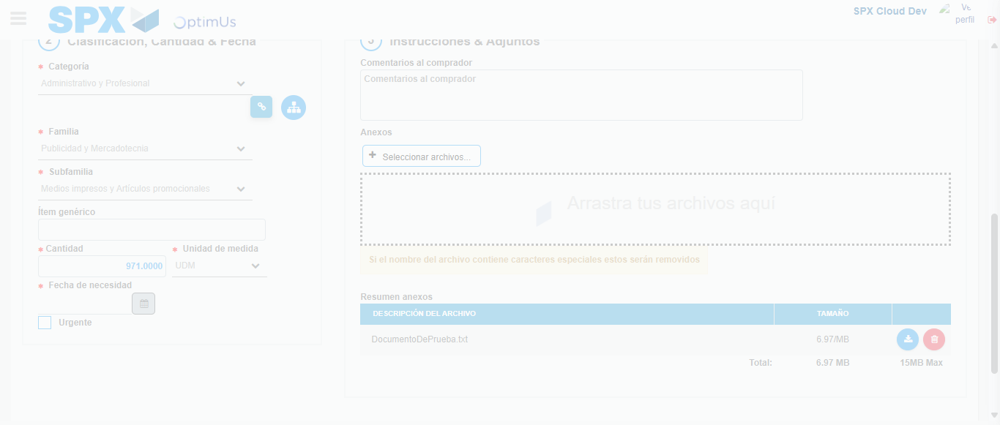 SPX
OptimUs
SPX Cloud Dev
Ve
perfil
2 Clasificación, Cantidad & Fecha
* Categoría
Administrativo y Profesional
* Familia
Publicidad y Mercadotecnia
* Subfamilia
Medios impresos y Artículos promocionales
Ítem genérico
* Cantidad
* Unidad de medida
971.0000
UDM
* Fecha de necesidad
Urgente
3 Instrucciones & Adjuntos
Comentarios al comprador
Comentarios al comprador
Anexos
+ Seleccionar archivos...
Arrastra tus archivos aquí
Si el nombre del archivo contiene caracteres especiales estos serán removidos
Resumen anexos
DESCRIPCIÓN DEL ARCHIVO TAMAÑO
DocumentoDePrueba.txt 6.97/MB
Total: 6.97 MB 15MB Max